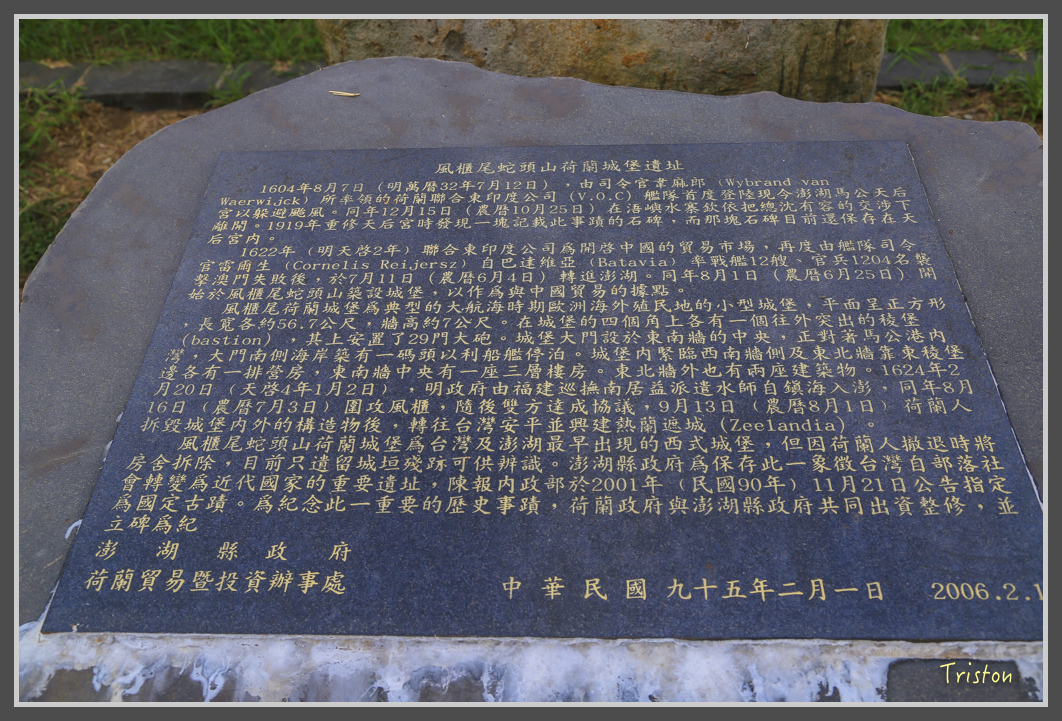 風櫃尾蛇頭山荷蘭城堡遺址
1604年8月7日（明萬曆32年7月12日），由司令官韋麻郎（Wybrand van
Waerwijck）所率領的荷蘭聯合東印度公司（V.O.C）艦隊首度登陸現今澎湖馬公天后
宮以躲避颱風。同年12月15日（農曆10月25日）在浯嶼水寨欽依把總沈有容的交涉下
離開。1919年重修天后宮時發現一塊記載此事蹟的石碑，而那塊石碑目前還保存在天
后宮內。
1622年（明天啓2年）聯合東印度公司為開啓中國的貿易市場，再度由艦隊司令
官雷爾生（Cornelis Reijersz）自巴達維亞（Batavia）率戰艦12艘、官兵1204名襲
擊澳門失敗後，於7月11日（農曆6月4日）轉進澎湖。同年8月1日（農曆6月25日）開
始於風櫃尾蛇頭山築設城堡，以作為與中國貿易的據點。
風櫃尾荷蘭城堡為典型的大航海時期歐洲海外殖民地的小型城堡，平面呈正方形
，長寬各約56.7公尺，牆高約7公尺。在城堡的四個角上各有一個往外突出的稜堡
（bastion），其上安置了29門大砲。城堡大門設於東南牆的中央，正對著馬公港內
灣，大門南側海岸築有一碼頭以利船艦停泊。城堡內緊臨西南牆側及東北牆靠東稜堡
邊各有一排營房，東南牆中央有一座三層樓房。東北牆外也有兩座建築物。1624年2
月20日（天啓4年1月2日），明政府由福建巡撫南居益派遣水師自鎮海入澎，同年8月
16日（農曆7月3日）圍攻風櫃，隨後雙方達成協議，9月13日（農曆8月1日）荷蘭人
拆毀城堡內外的構造物後，轉往台灣安平並興建熱蘭遮城（Zeelandia）。
風櫃尾蛇頭山荷蘭城堡為台灣及澎湖最早出現的西式城堡，但因荷蘭人撤退時將
房舍拆除，目前只遺留城垣殘跡可供辨識。澎湖縣政府為保存此一象徵台灣自部落社
會轉變為近代國家的重要遺址，陳報內政部於2001年（民國90年）11月21日公告指定
為國定古蹟。為紀念此一重要的歷史事蹟，荷蘭政府與澎湖縣政府共同出資整修，並
立碑為紀
澎湖縣政府
荷蘭貿易暨投資辦事處
中華民國九十五年二月一日 2006.2.1
Triston